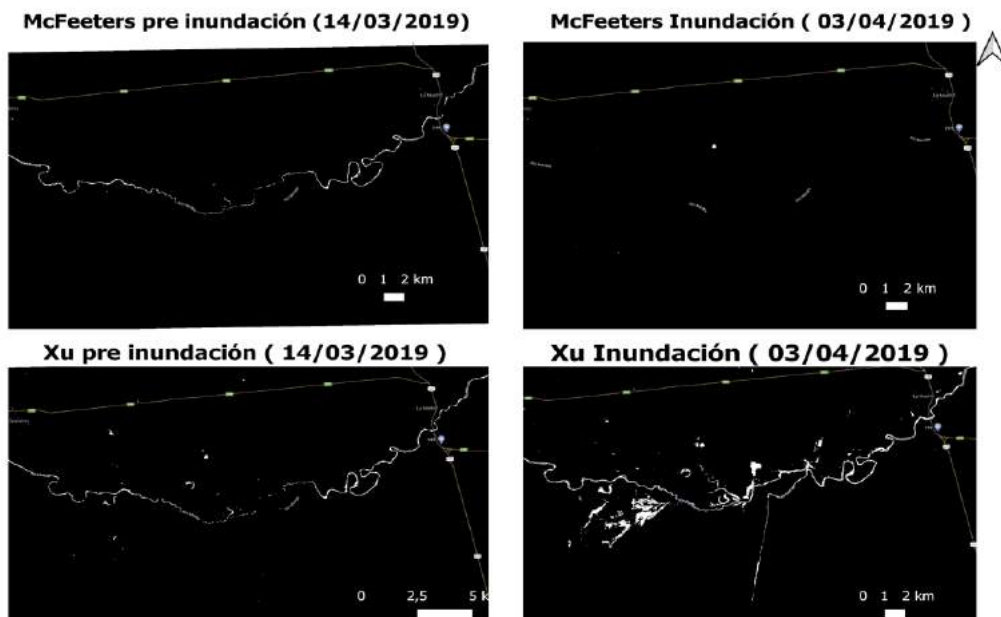 McFeeters pre inundación (14/03/2019)
McFeeters Inundación ( 03/04/2019 )
0 1 2 km
0 1 2 km
Xu pre inundación ( 14/03/2019 )
Xu Inundación ( 03/04/2019 )
0 2,5 5 k
0 1 2 km